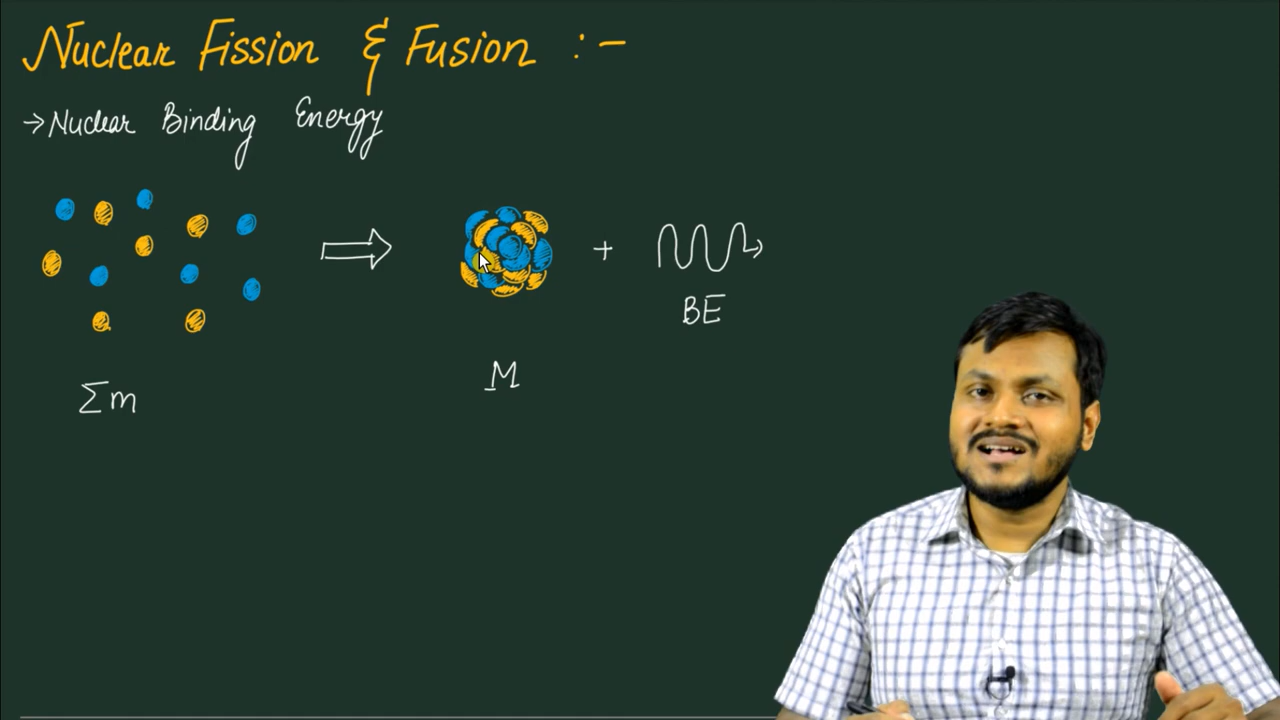 Nuclear Fission & Fusion :-
→ Nuclear Binding Energy
+
BE
M
Σm